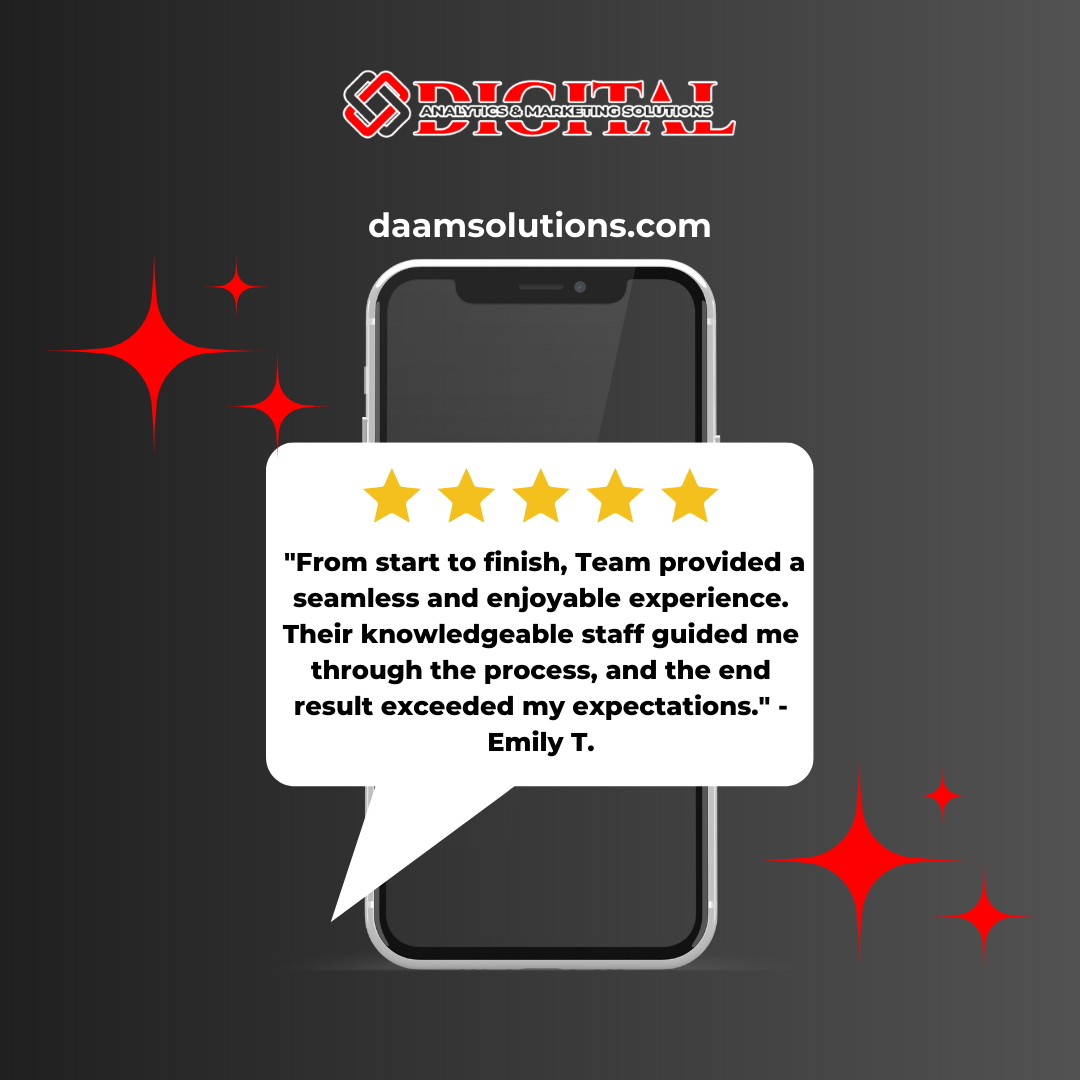 DIGITAL
ANALYTICS & MARKETING SOLUTIONS
daamsolutions.com
"From start to finish, Team provided a
seamless and enjoyable experience.
Their knowledgeable staff guided me
through the process, and the end
result exceeded my expectations." -
Emily T.